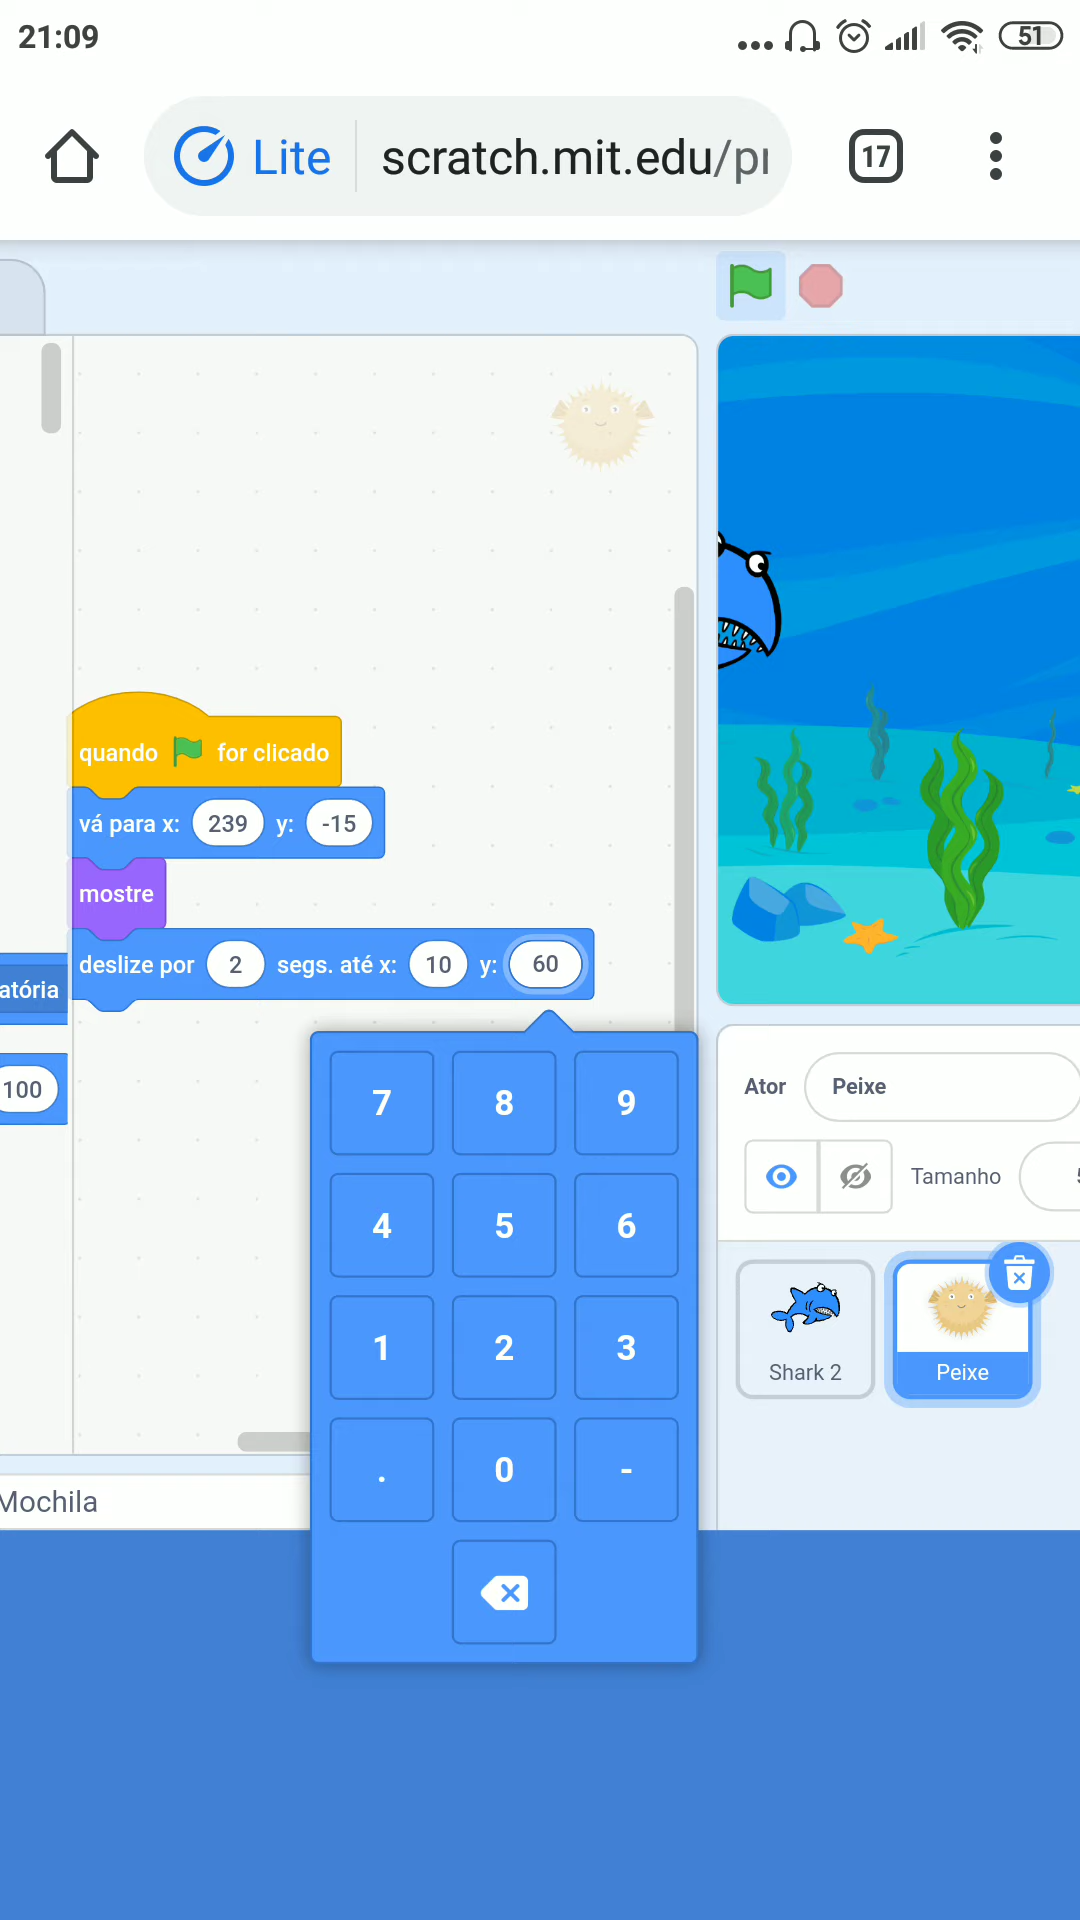 21:09
51
Lite
scratch.mit.edu/pr
17
quando for clicado
vá para x: 239 y: -15
mostre
deslize por 2 segs. até x: 10 y: 60
atória
100
7 8 9
4 5 6
1 2 3
. 0 -
Mochila
Ator Peixe
Tamanho
Shark 2
Peixe